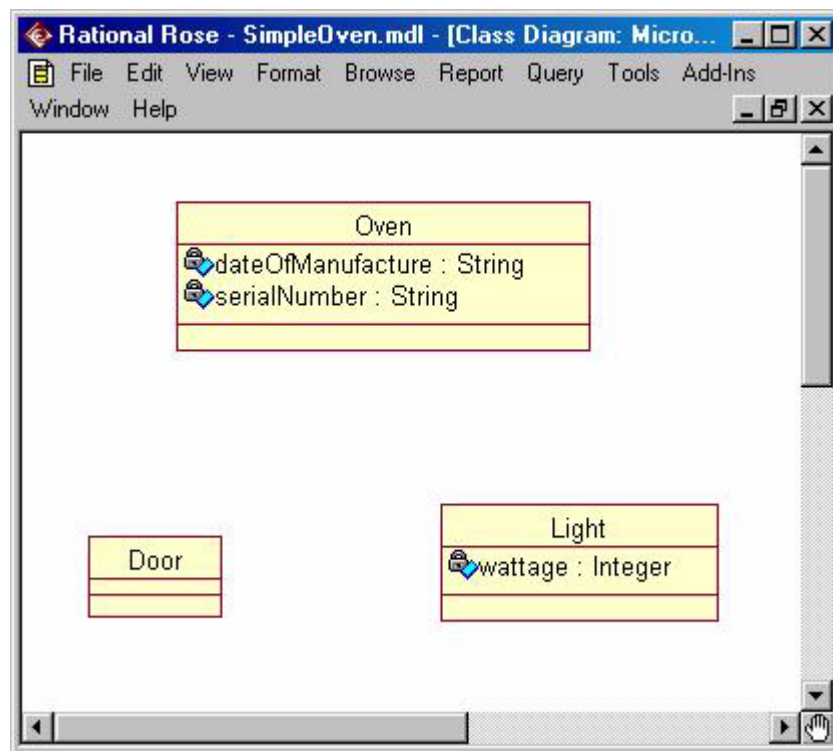 Rational Rose - SimpleOven.mdl - [Class Diagram: Micro...
File Edit View Format Browse Report Query Tools Add-Ins
Window Help
Oven
dateOfManufacture : String
serialNumber : String
Door
Light
wattage : Integer